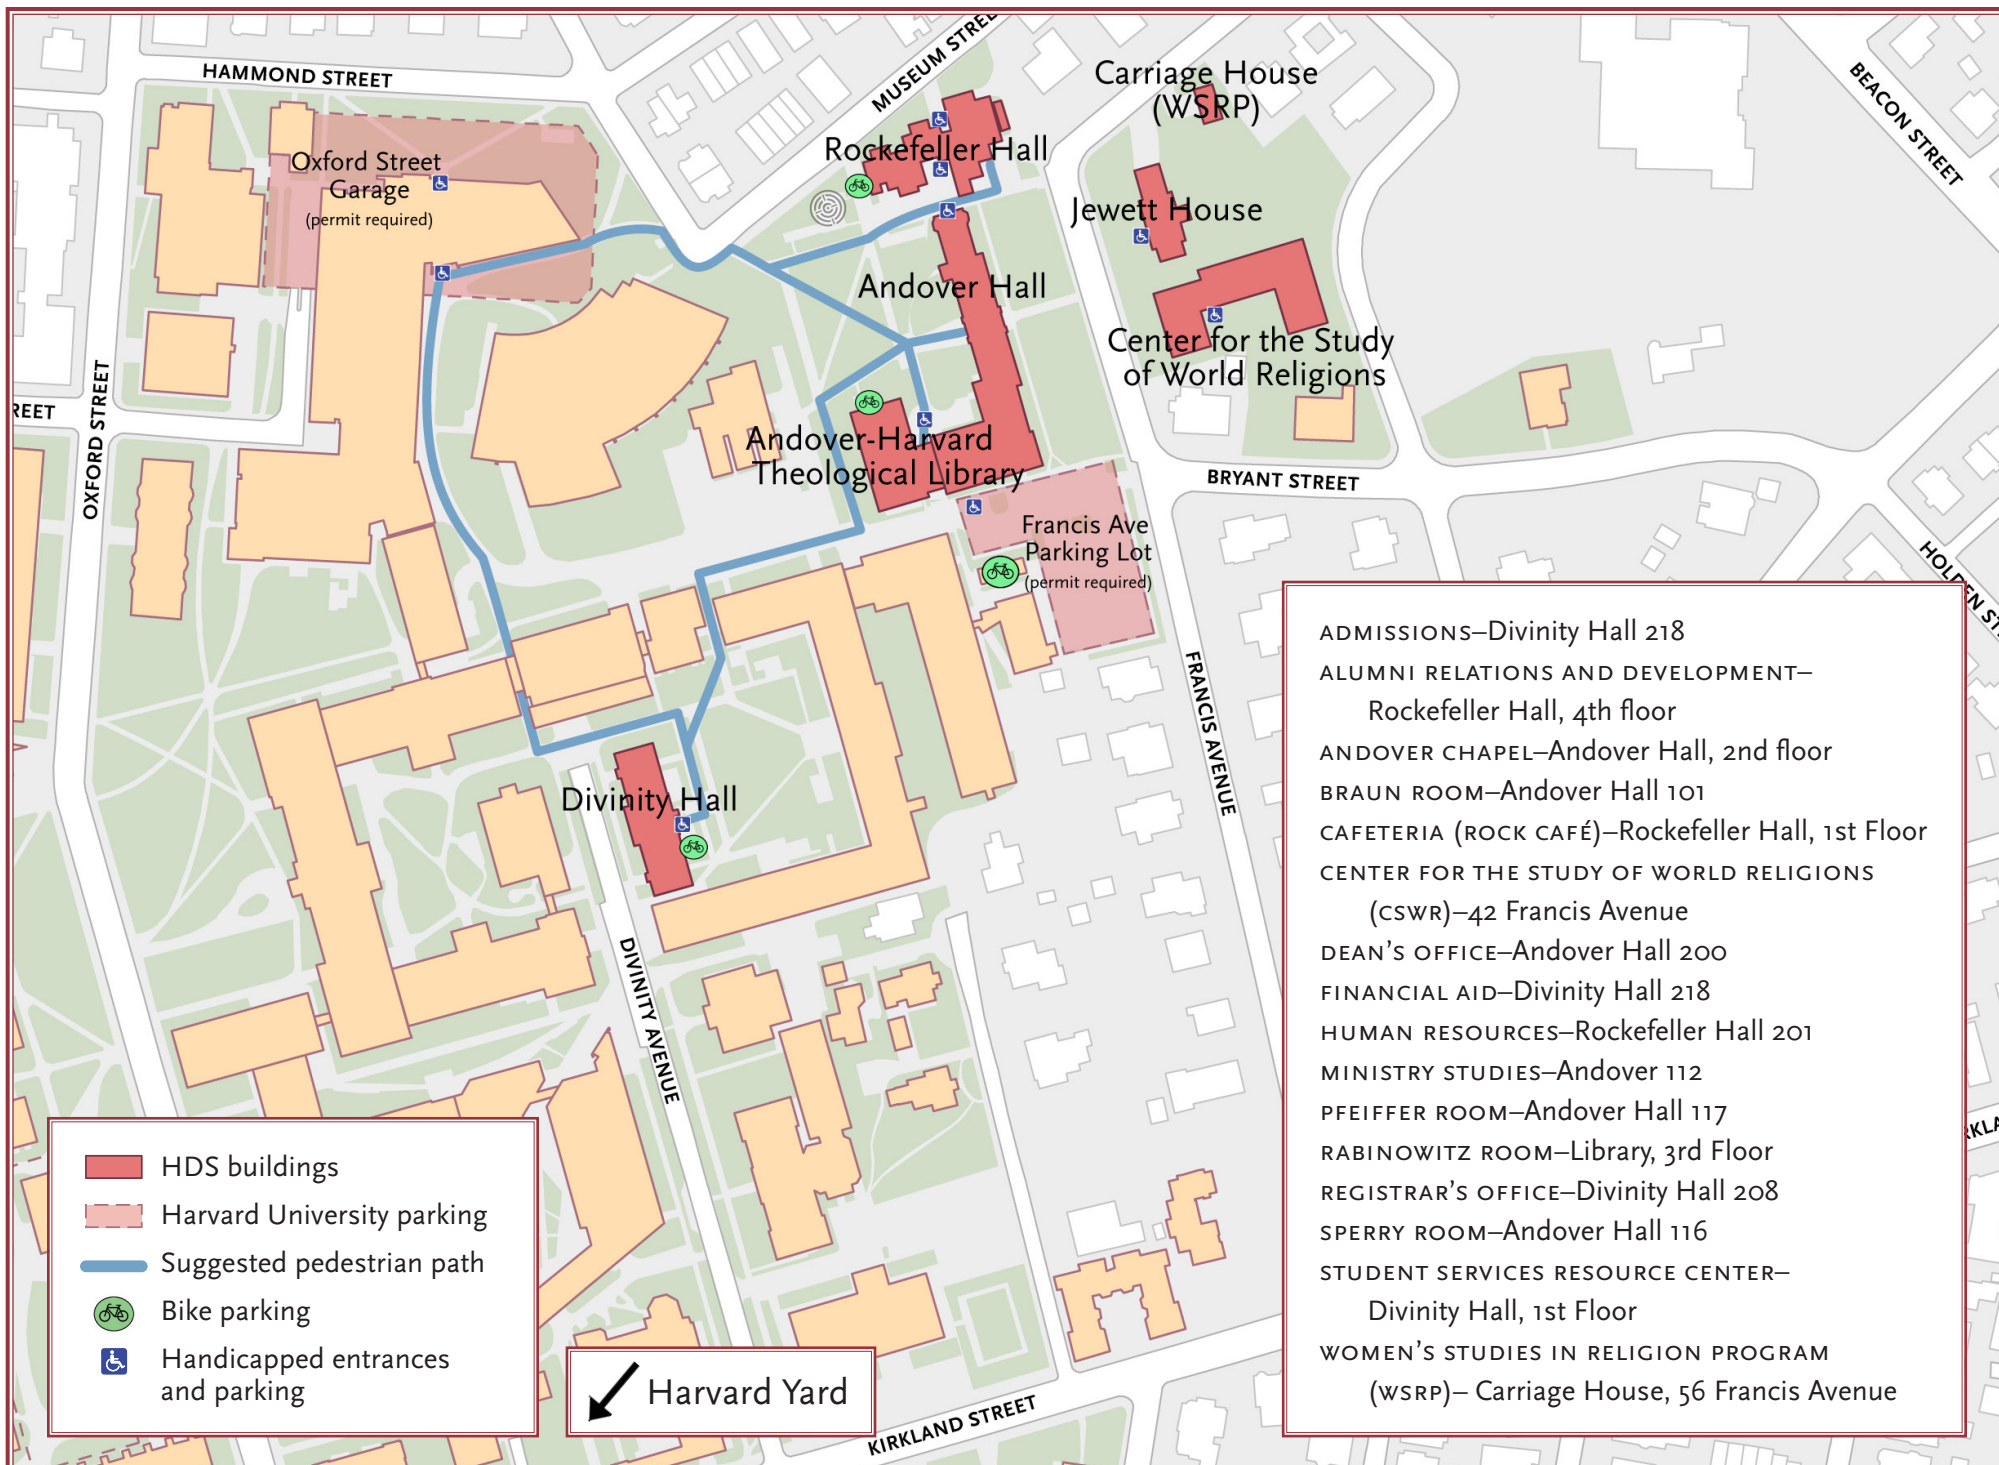 HAMMOND STREET
MUSEUM STREE
BEACON STREET
Carriage House
(WSRP)
Oxford Street
Garage
(permit required)
Rockefeller Hall
Jewett House
Andover Hall
Center for the Study
of World Religions
OXFORD STREET
REET
Andover-Harvard
Theological Library
BRYANT STREET
Francis Ave
Parking Lot
(permit required)
HOLDEN ST
FRANCIS AVENUE
Divinity Hall
DIVINITY AVENUE
KIRKLAND STREET
RKLA
HDS buildings
Harvard University parking
Suggested pedestrian path
Bike parking
Handicapped entrances
and parking
Harvard Yard
ADMISSIONS–Divinity Hall 218
ALUMNI RELATIONS AND DEVELOPMENT–
Rockefeller Hall, 4th floor
ANDOVER CHAPEL–Andover Hall, 2nd floor
BRAUN ROOM–Andover Hall 101
CAFETERIA (ROCK CAFÉ)–Rockefeller Hall, 1st Floor
CENTER FOR THE STUDY OF WORLD RELIGIONS
(CSWR)–42 Francis Avenue
DEAN'S OFFICE–Andover Hall 200
FINANCIAL AID–Divinity Hall 218
HUMAN RESOURCES–Rockefeller Hall 201
MINISTRY STUDIES–Andover 112
PFEIFFER ROOM–Andover Hall 117
RABINOWITZ ROOM–Library, 3rd Floor
REGISTRAR'S OFFICE–Divinity Hall 208
SPERRY ROOM–Andover Hall 116
STUDENT SERVICES RESOURCE CENTER–
Divinity Hall, 1st Floor
WOMEN'S STUDIES IN RELIGION PROGRAM
(WSRP)– Carriage House, 56 Francis Avenue